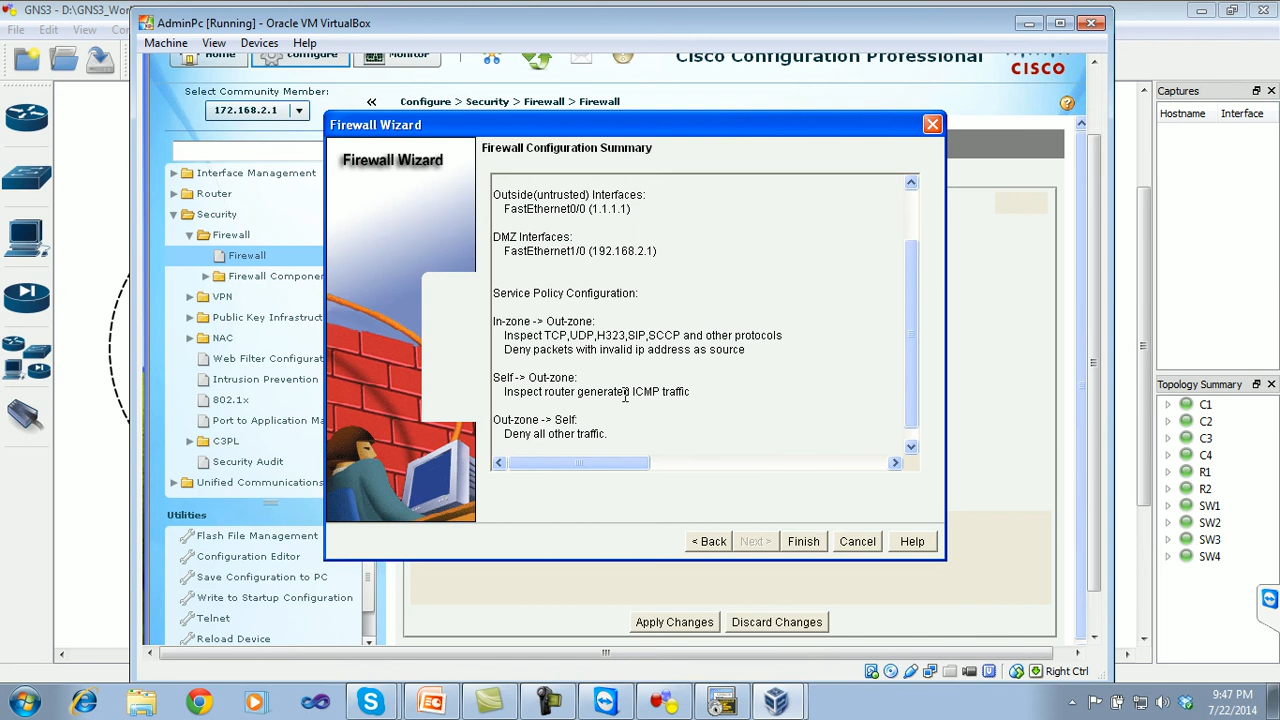 GNS3 - D:\GNS3_Wor
AdminPc [Running] - Oracle VM VirtualBox
File Edit View
Machine View Devices Help
Home
Configure
Monitor
Cisco Configuration Professional
CISCO
Select Community Member:
172.168.2.1
Configure > Security > Firewall > Firewall
Captures
Hostname Interface
Firewall Wizard
Firewall Wizard
Firewall Configuration Summary
Interface Management
Router
Security
Firewall
Firewall
Firewall Componen
VPN
Public Key Infrastruct
NAC
Web Filter Configurat
Intrusion Prevention
802.1x
Port to Application Ma
C3PL
Security Audit
Unified Communications
Outside(untrusted) Interfaces:
FastEthernet0/0 (1.1.1.1)
DMZ Interfaces:
FastEthernet1/0 (192.168.2.1)
Service Policy Configuration:
In-zone -> Out-zone:
Inspect TCP,UDP,H323,SIP,SCCP and other protocols
Deny packets with invalid ip address as source
Self -> Out-zone:
Inspect router generated ICMP traffic
Out-zone -> Self:
Deny all other traffic.
< Back Next > Finish Cancel Help
Utilities
Flash File Management
Configuration Editor
Save Configuration to PC
Write to Startup Configuration
Telnet
Reload Device
Apply Changes Discard Changes
Topology Summary
C1
C2
C3
C4
R1
R2
SW1
SW2
SW3
SW4
Right Ctrl
9:47 PM
7/22/2014